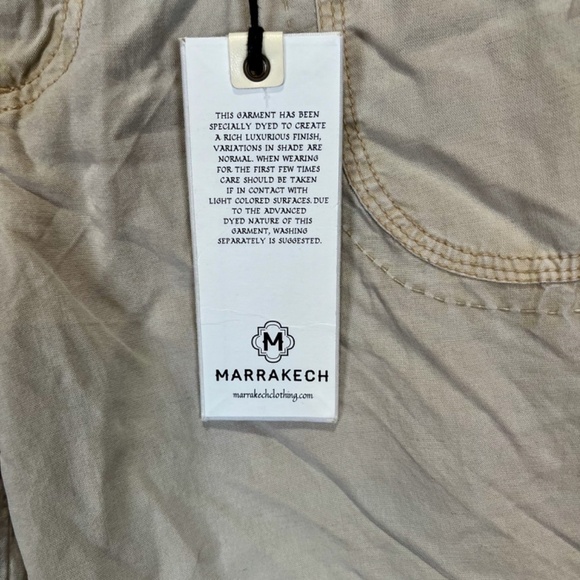 THIS GARMENT HAS BEEN
SPECIALLY DYED TO CREATE
A RICH LUXURIOUS FINISH,
VARIATIONS IN SHADE ARE
NORMAL. WHEN WEARING
FOR THE FIRST FEW TIMES
CARE SHOULD BE TAKEN
IF IN CONTACT WITH
LIGHT COLORED SURFACES. DUE
TO THE ADVANCED
DYED NATURE OF THIS
GARMENT, WASHING
SEPARATELY IS SUGGESTED.
M
MARRAKECH
marrakechclothing.com